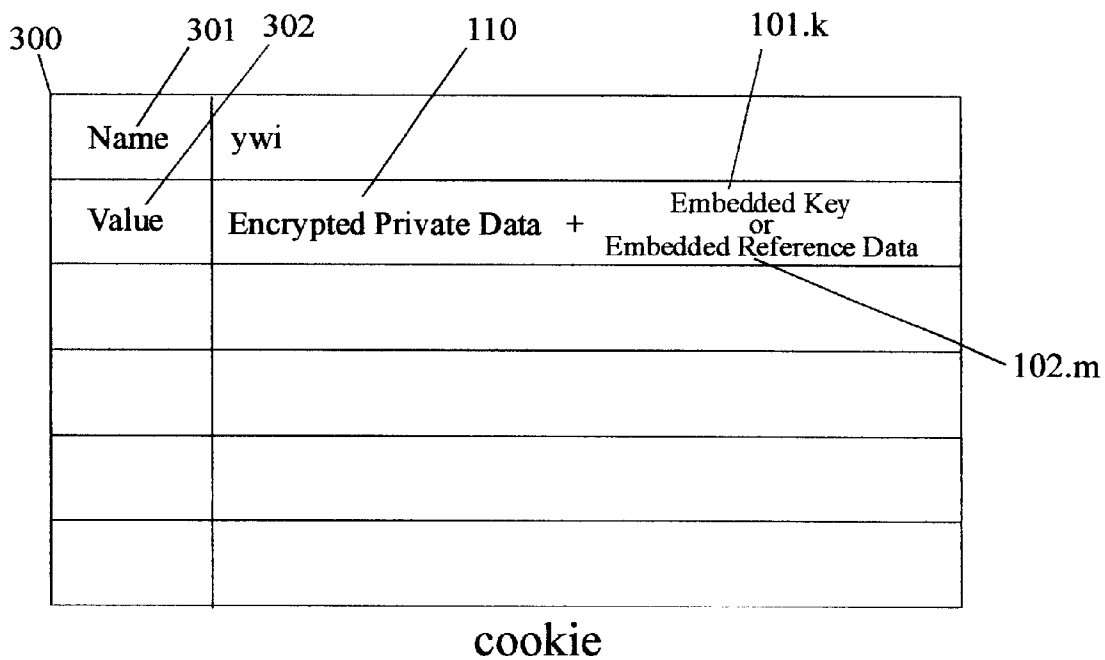 300 301 302 110 101.k
Name ywi
Value Encrypted Private Data + Embedded Key
or
Embedded Reference Data
102.m
cookie